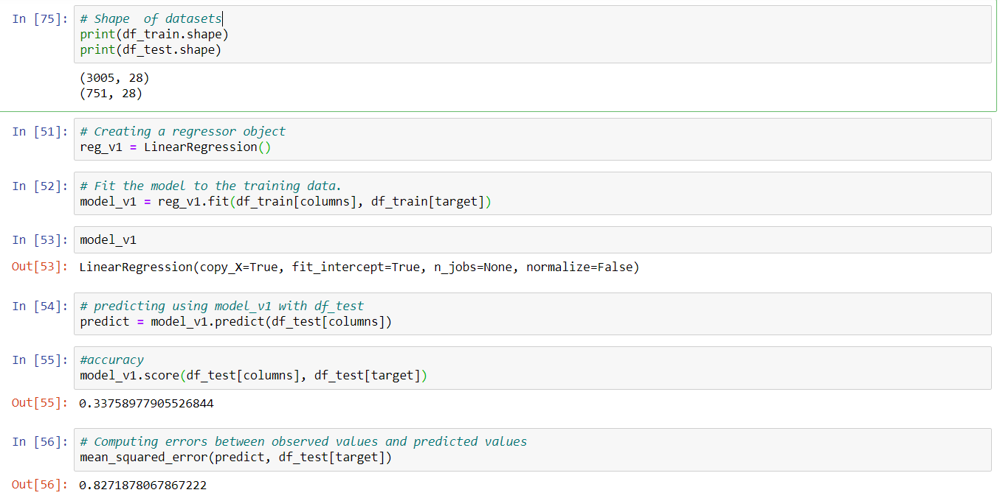 In [75]: # Shape  of datasets
print(df_train.shape)
print(df_test.shape)
(3005, 28)
(751, 28)
In [51]: # Creating a regressor object
reg_v1 = LinearRegression()
In [52]: # Fit the model to the training data.
model_v1 = reg_v1.fit(df_train[columns], df_train[target])
In [53]: model_v1
Out[53]: LinearRegression(copy_X=True, fit_intercept=True, n_jobs=None, normalize=False)
In [54]: # predicting using model_v1 with df_test
predict = model_v1.predict(df_test[columns])
In [55]: #accuracy
model_v1.score(df_test[columns], df_test[target])
Out[55]: 0.33758977905526844
In [56]: # Computing errors between observed values and predicted values
mean_squared_error(predict, df_test[target])
Out[56]: 0.8271878067867222